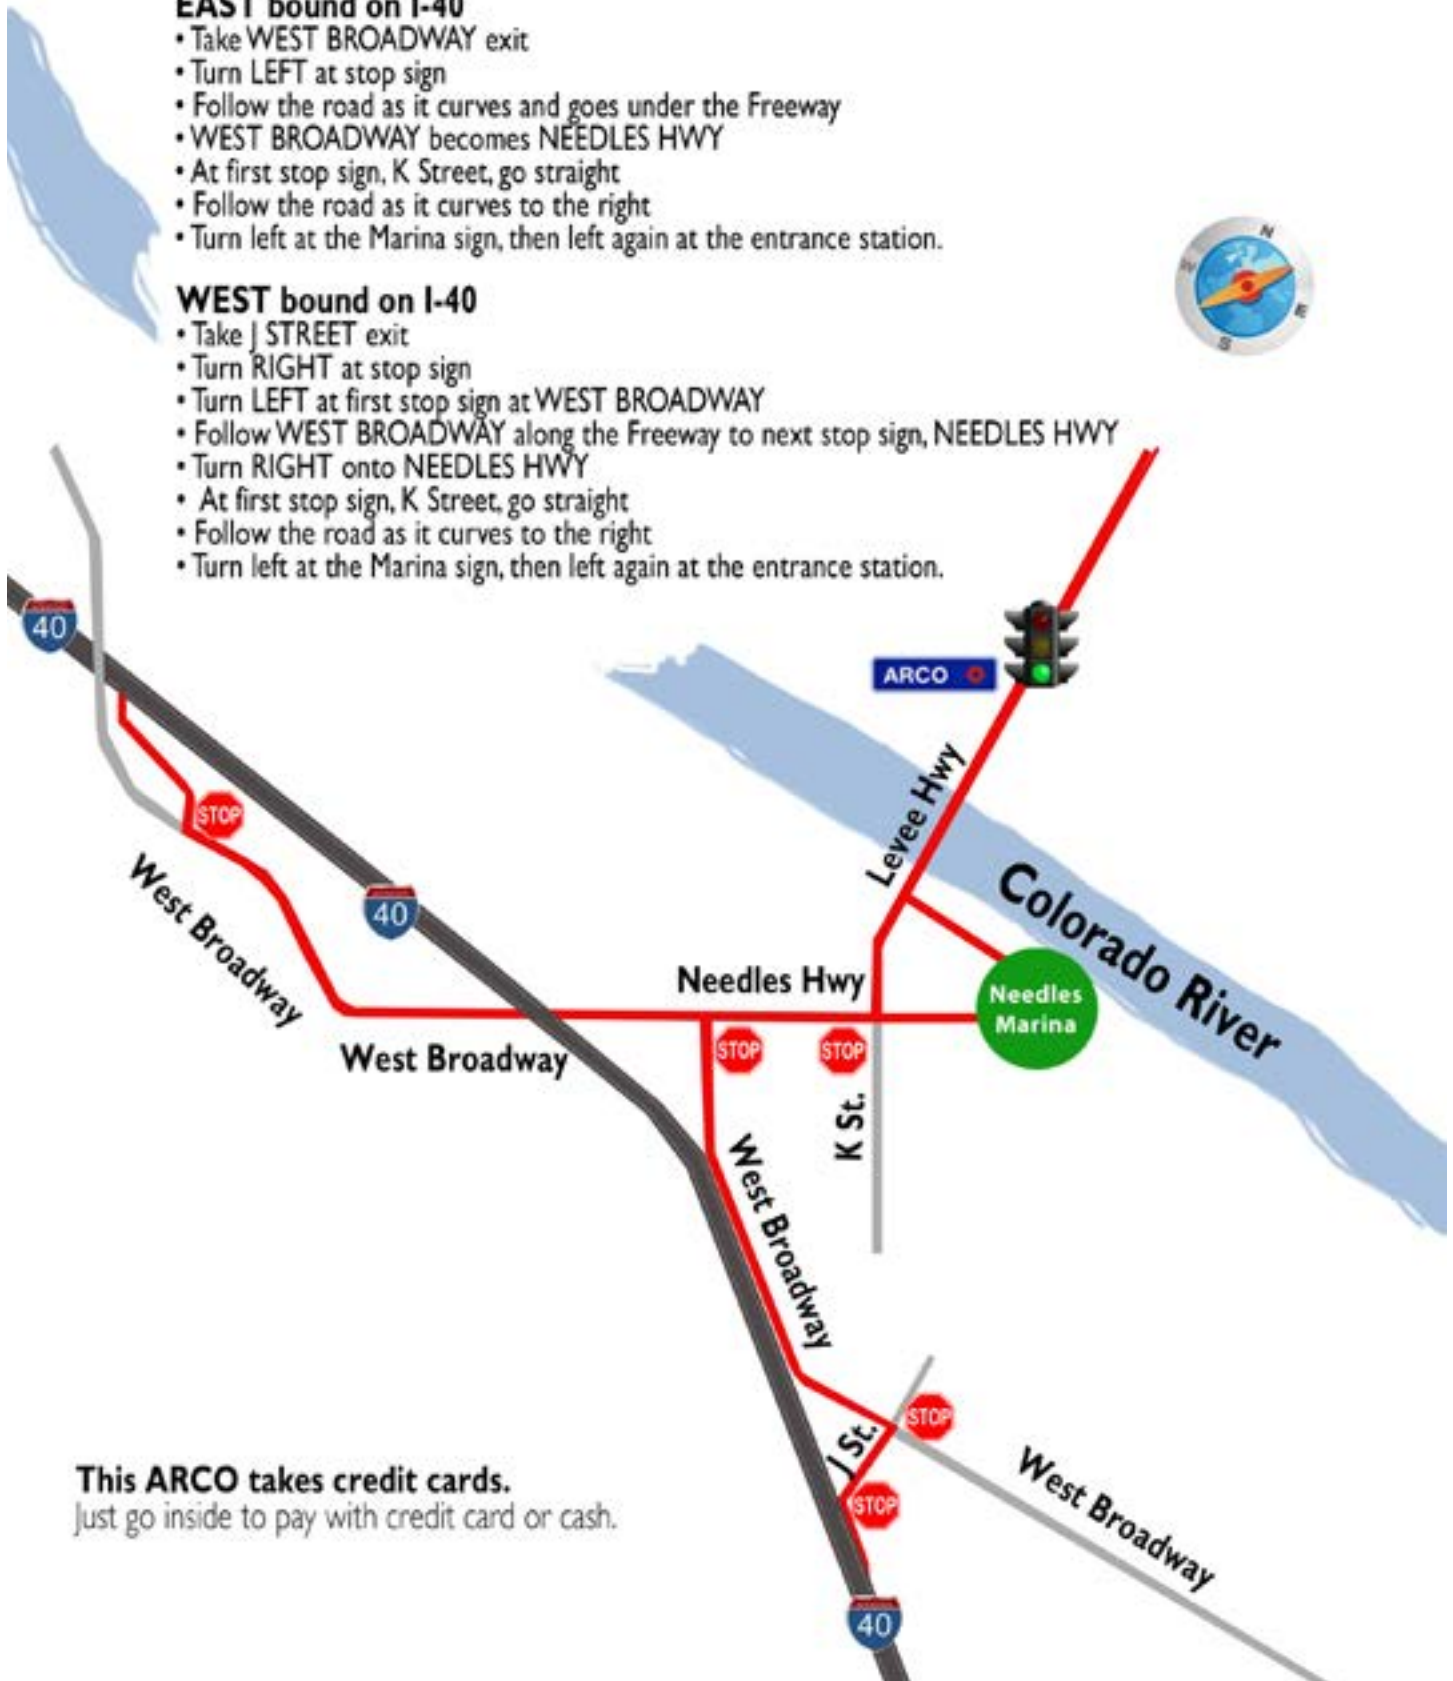 EAST bound on I-40
• Take WEST BROADWAY exit
• Turn LEFT at stop sign
• Follow the road as it curves and goes under the Freeway
• WEST BROADWAY becomes NEEDLES HWY
• At first stop sign, K Street, go straight
• Follow the road as it curves to the right
• Turn left at the Marina sign, then left again at the entrance station.
N
W
E
S
WEST bound on I-40
• Take J STREET exit
• Turn RIGHT at stop sign
• Turn LEFT at first stop sign at WEST BROADWAY
• Follow WEST BROADWAY along the Freeway to next stop sign, NEEDLES HWY
• Turn RIGHT onto NEEDLES HWY
• At first stop sign, K Street, go straight
• Follow the road as it curves to the right
• Turn left at the Marina sign, then left again at the entrance station.
40
ARCO
STOP
Levee Hwy
West Broadway
40
Colorado River
Needles Hwy
Needles
Marina
West Broadway
STOP
STOP
K St.
West Broadway
STOP
J St.
STOP
West Broadway
This ARCO takes credit cards.
Just go inside to pay with credit card or cash.
40